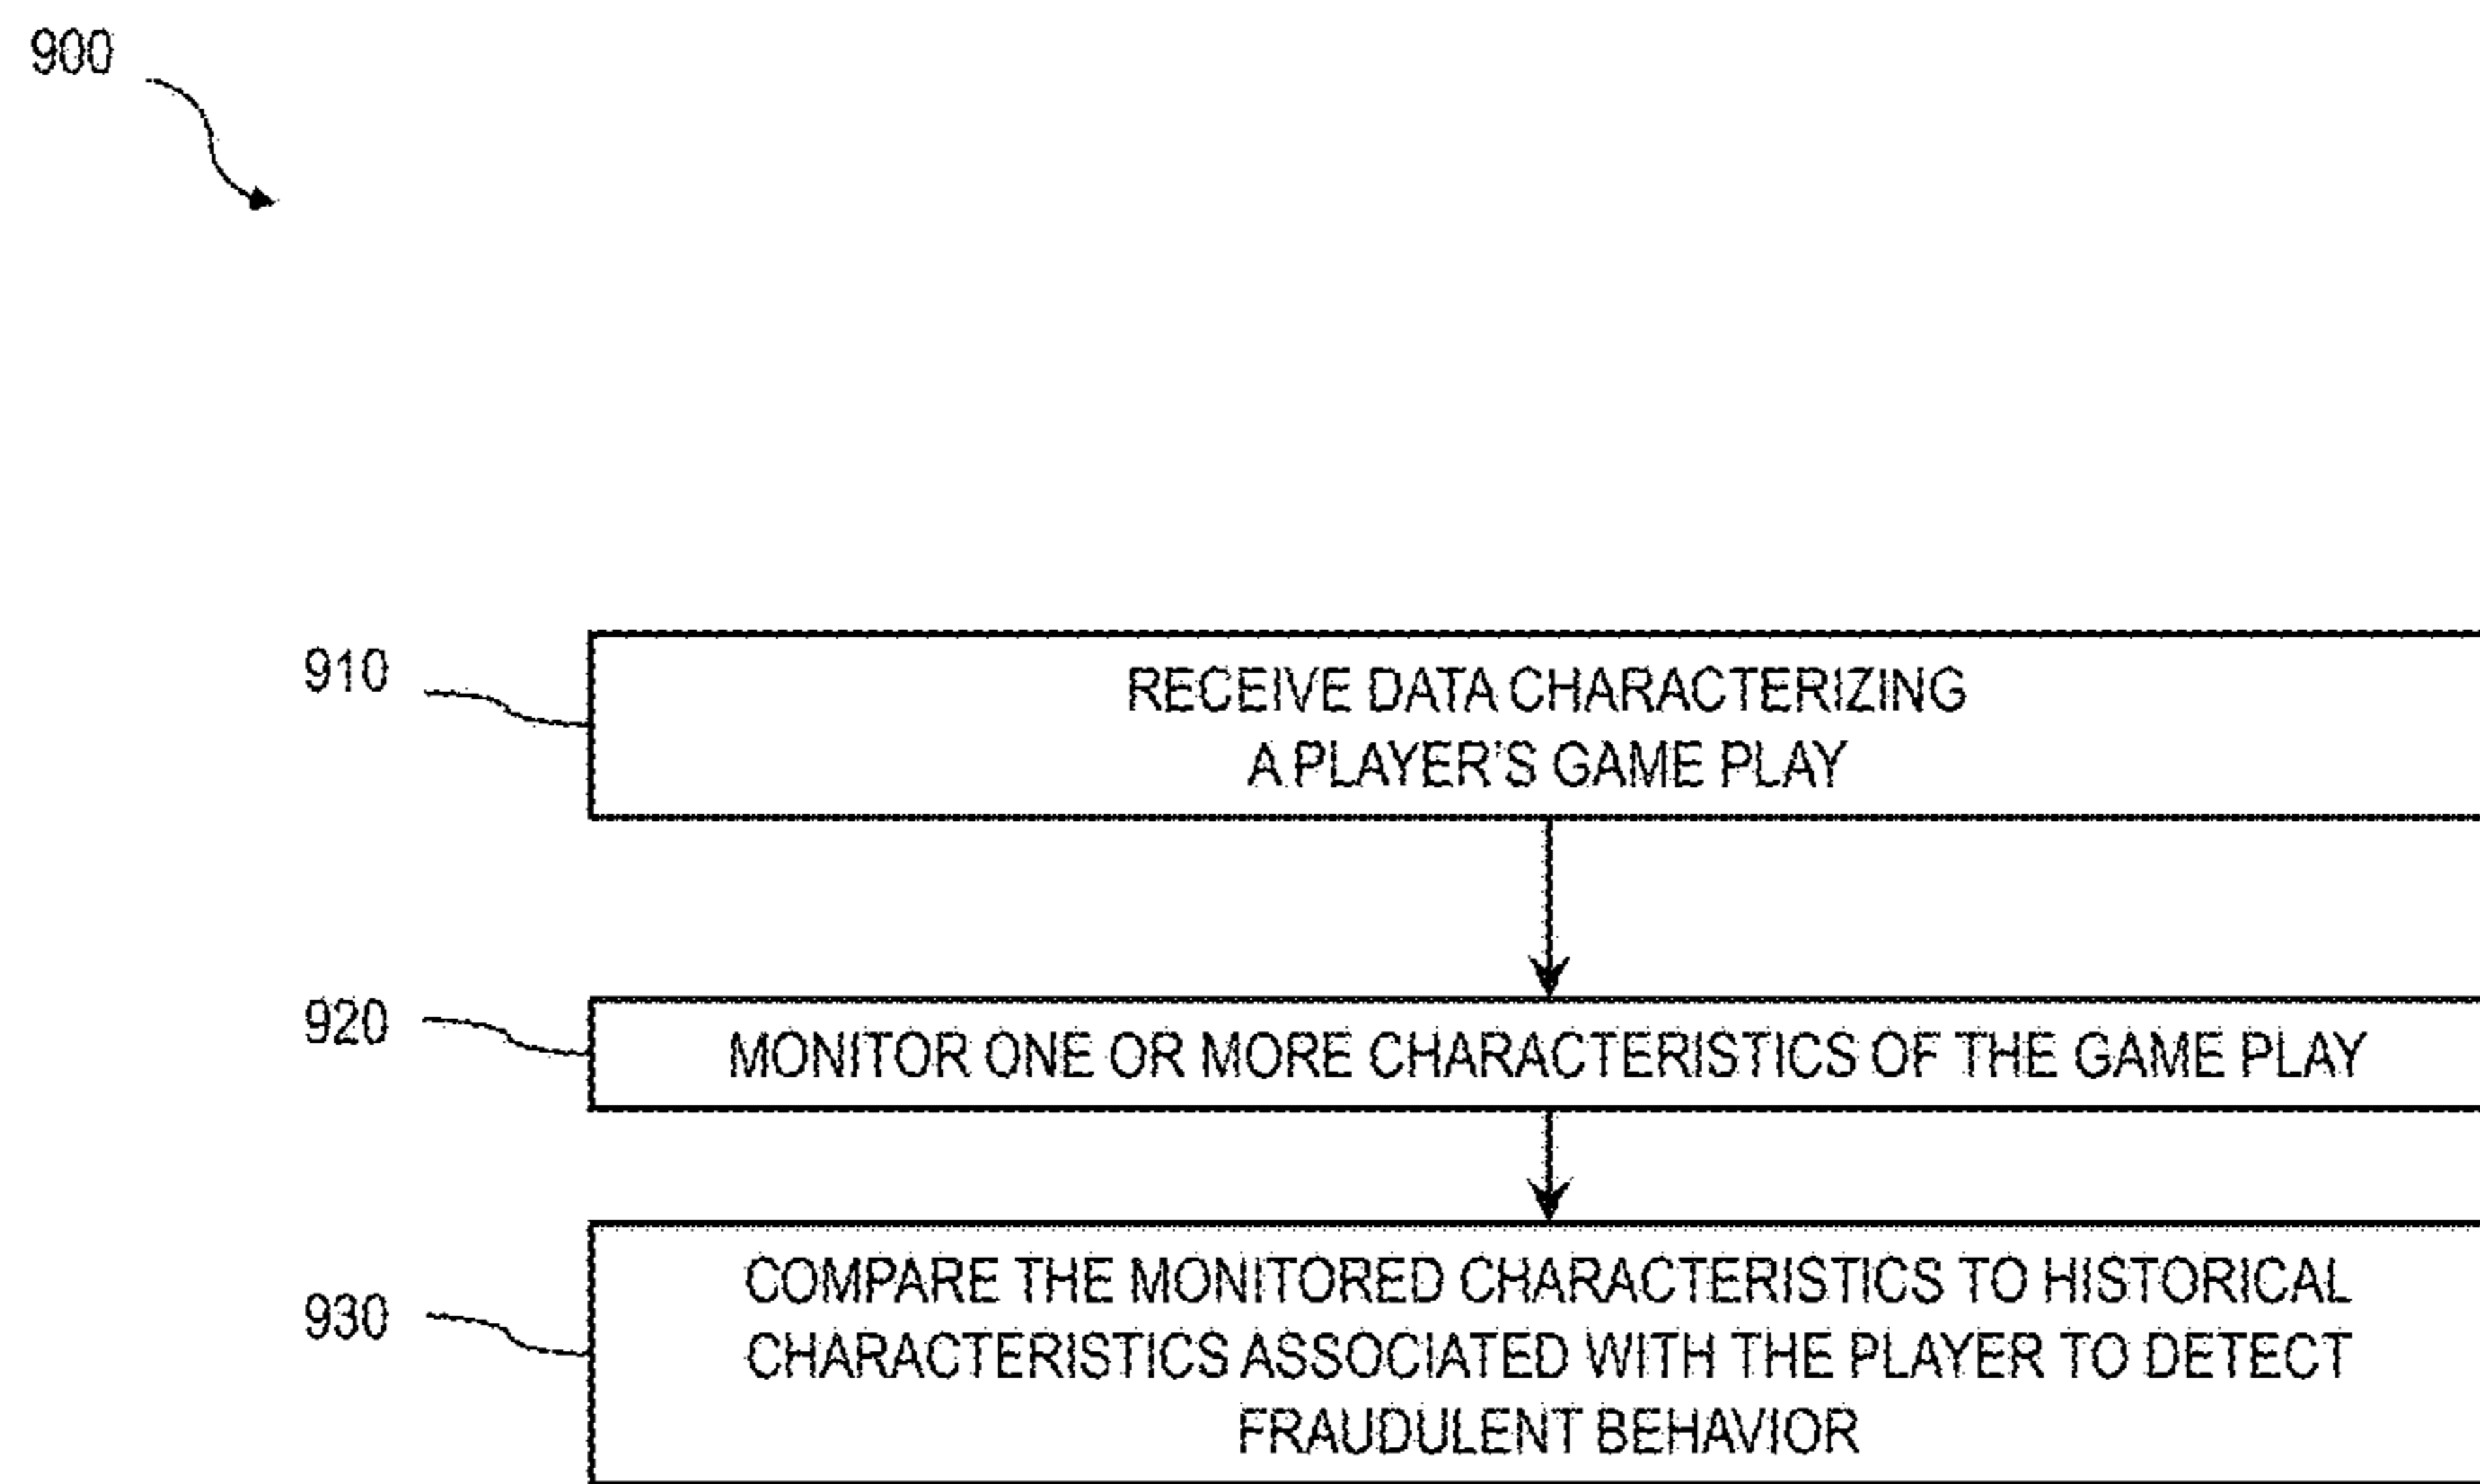 900
910
RECEIVE DATA CHARACTERIZING
A PLAYER'S GAME PLAY
920
MONITOR ONE OR MORE CHARACTERISTICS OF THE GAME PLAY
930
COMPARE THE MONITORED CHARACTERISTICS TO HISTORICAL
CHARACTERISTICS ASSOCIATED WITH THE PLAYER TO DETECT
FRAUDULENT BEHAVIOR